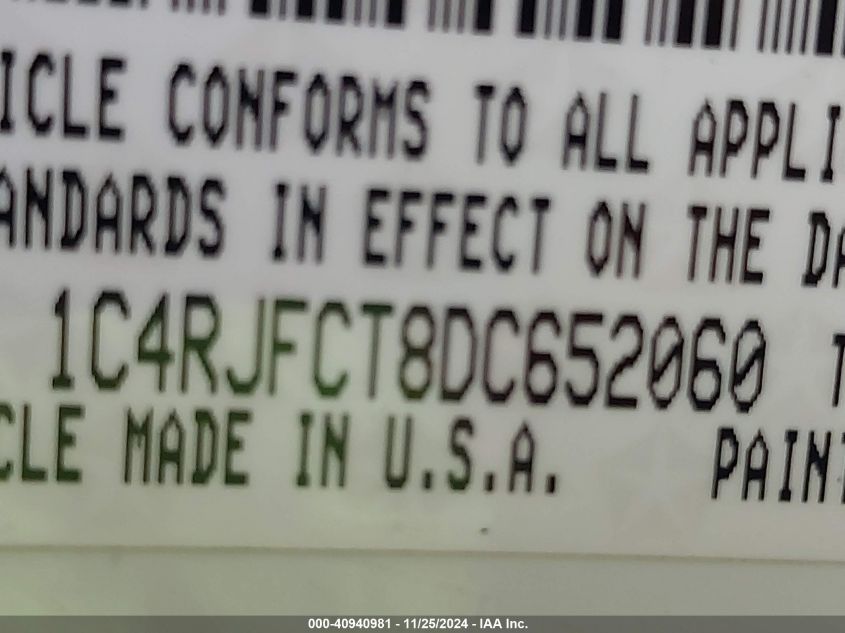 ICLE CONFORMS TO ALL APPLI
ANDARDS IN EFFECT ON THE DA
1C4RJFCT8DC652060 T
CLE MADE IN U.S.A. PAINT
000-40940981 - 11/25/2024 - IAA Inc.